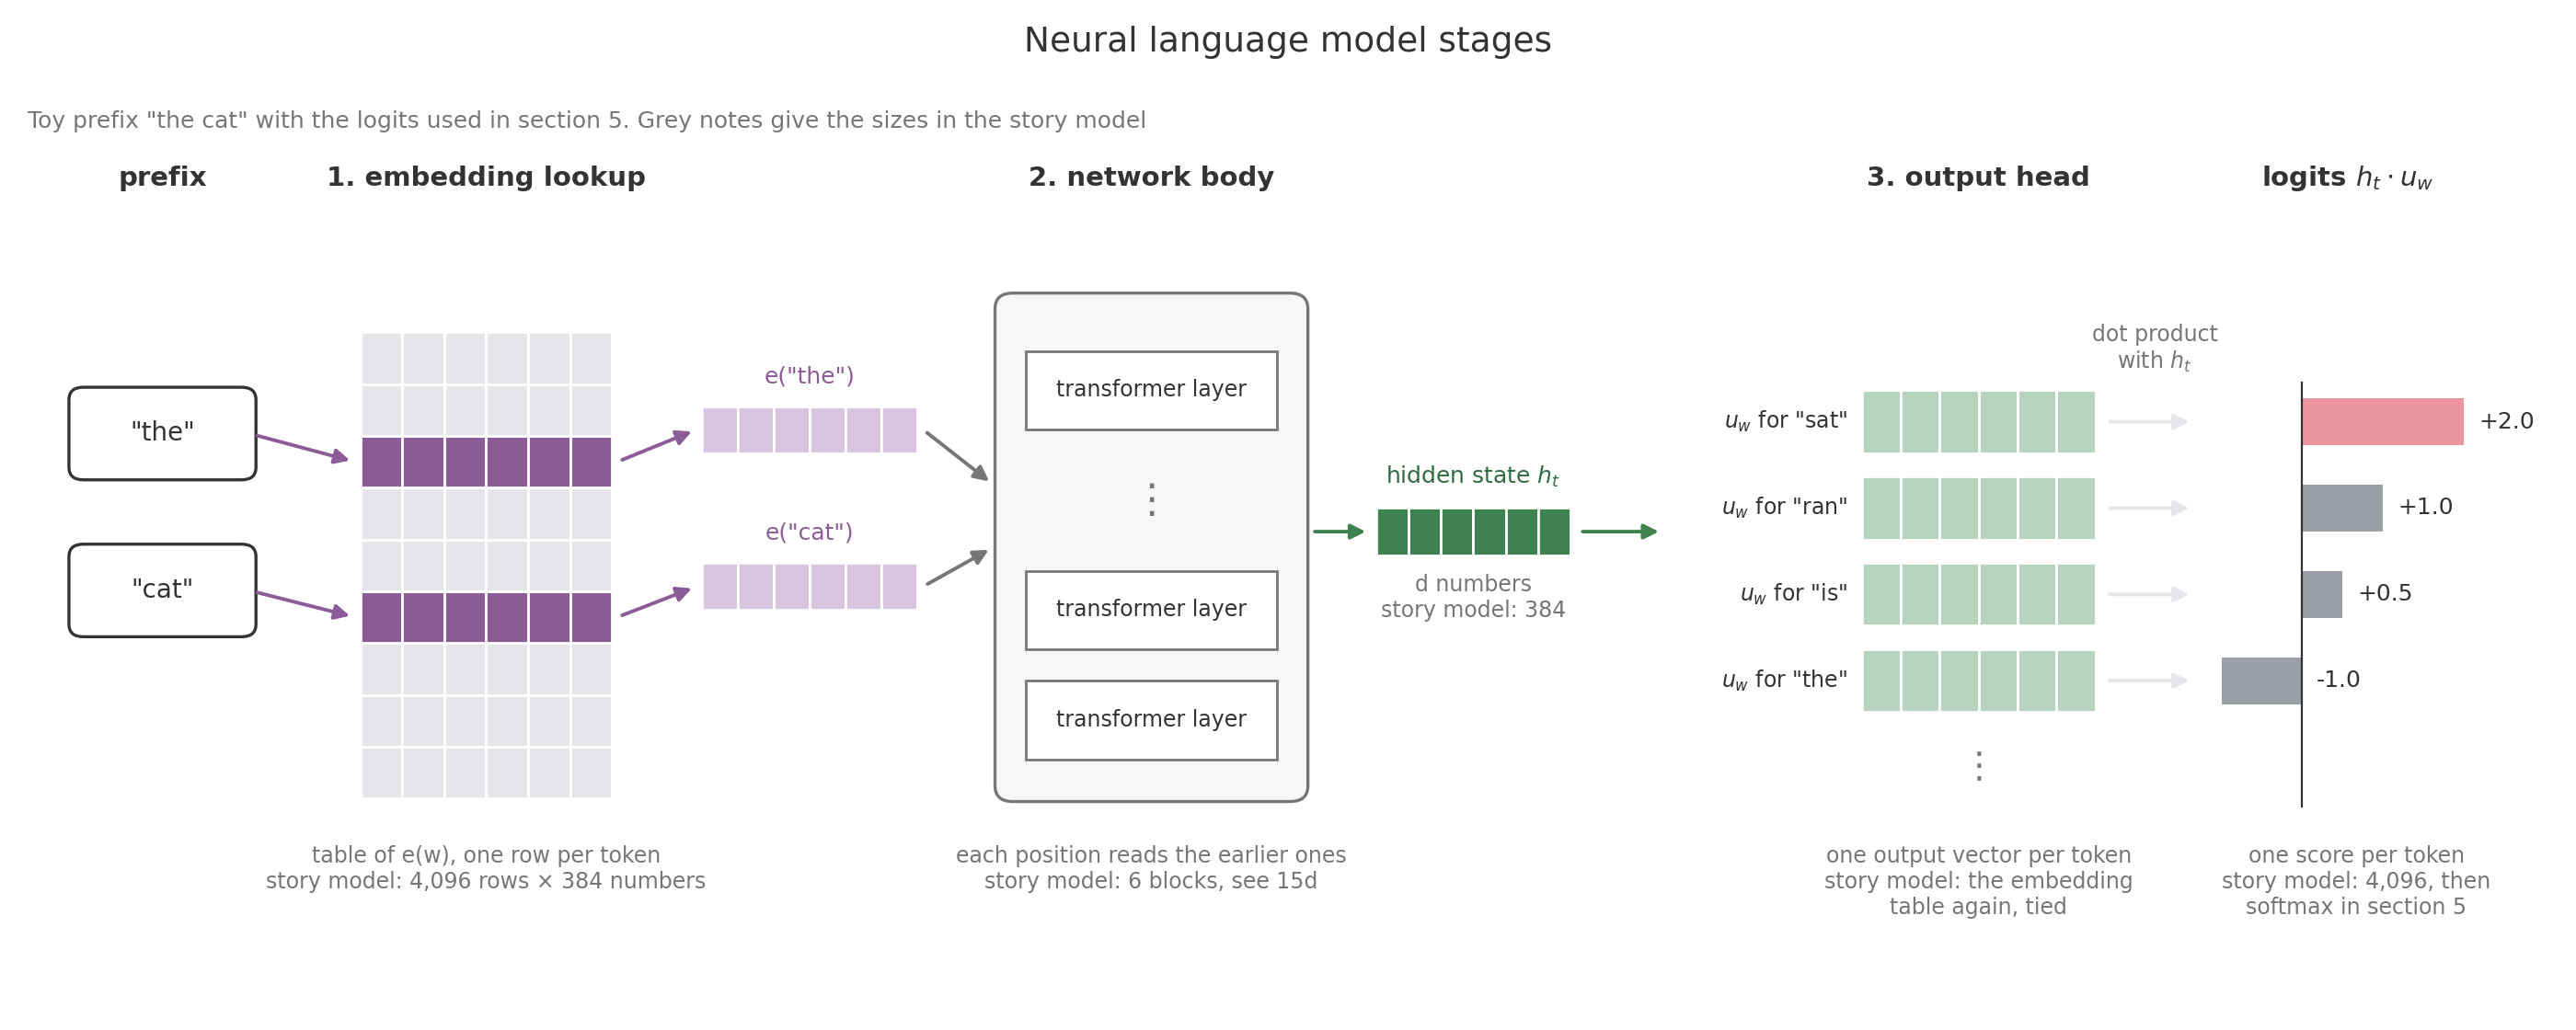 Neural language model stages
Toy prefix "the cat" with the logits used in section 5. Grey notes give the sizes in the story model
prefix
1. embedding lookup
2. network body
3. output head
logits h_t · u_w
"the"
"cat"
e("the")
e("cat")
transformer layer
⋮
transformer layer
transformer layer
hidden state h_t
d numbers
story model: 384
dot product
with h_t
u_w for "sat"
u_w for "ran"
u_w for "is"
u_w for "the"
⋮
+2.0
+1.0
+0.5
-1.0
table of e(w), one row per token
story model: 4,096 rows × 384 numbers
each position reads the earlier ones
story model: 6 blocks, see 15d
one output vector per token
story model: the embedding
table again, tied
one score per token
story model: 4,096, then
softmax in section 5